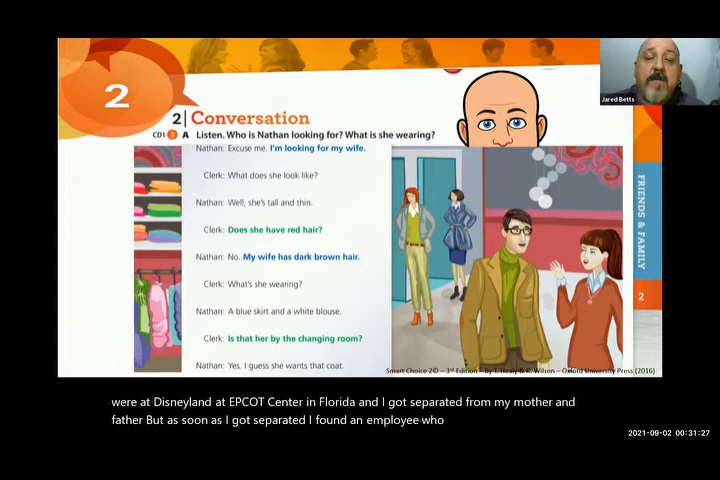 2
2 Conversation
CD1 5 A Listen. Who is Nathan looking for? What is she wearing?
Nathan: Excuse me. I'm looking for my wife.
Clerk: What does she look like?
Nathan: Well, she's tall and thin.
Clerk: Does she have red hair?
Nathan: No. My wife has dark brown hair.
Clerk: What's she wearing?
Nathan: A blue skirt and a white blouse.
Clerk: Is that her by the changing room?
Nathan: Yes. I guess she wants that coat.
Jared Betts
FRIENDS & FAMILY
2
Smart Choice 2© – 3rd Edition – By T. Healy & K. Wilson – Oxford University Press (2016)
were at Disneyland at EPCOT Center in Florida and I got separated from my mother and
father But as soon as I got separated I found an employee who
2021-09-02 00:31:27